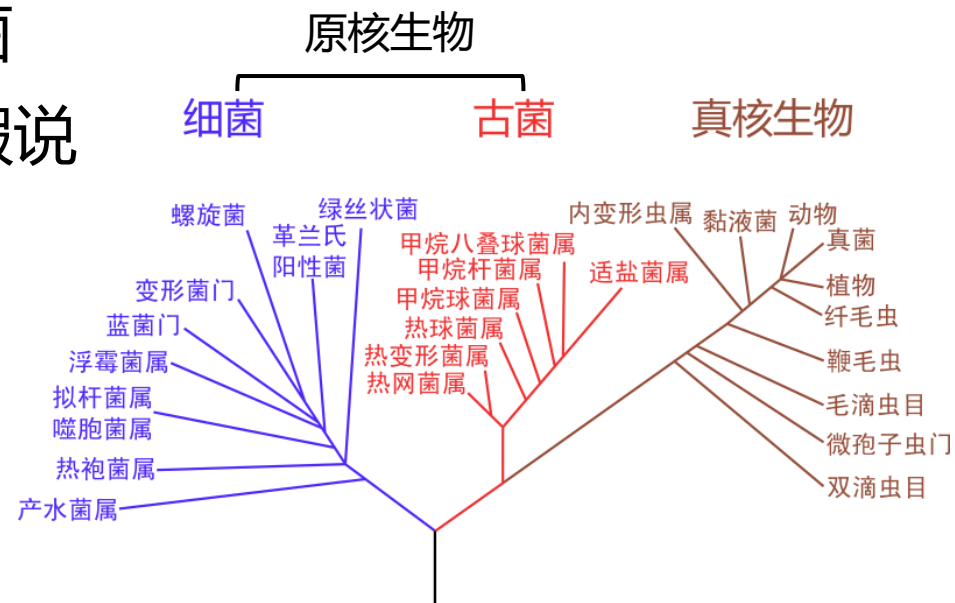 原核生物
说
细菌
古菌
真核生物
螺旋菌
绿丝状菌
革兰氏
阳性菌
变形菌门
蓝菌门
浮霉菌属
拟杆菌属
噬胞菌属
热袍菌属
产水菌属
甲烷八叠球菌属
甲烷杆菌属
适盐菌属
甲烷球菌属
热球菌属
热变形菌属
热网菌属
内变形虫属
黏液菌
动物
真菌
植物
纤毛虫
鞭毛虫
毛滴虫目
微孢子虫门
双滴虫目